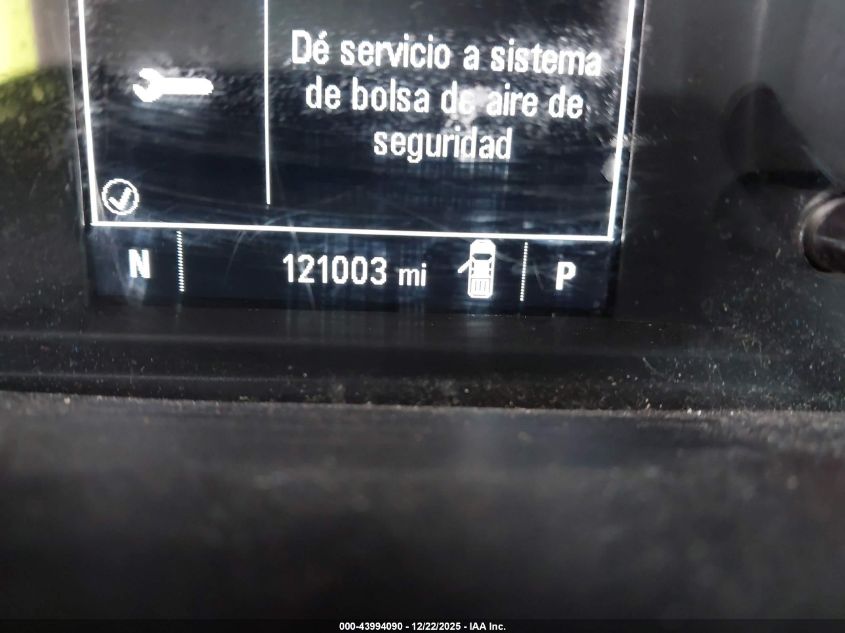 Dé servicio a sistema
de bolsa de aire de
seguridad
N 121003 mi P
000-43994090 - 12/22/2025 - IAA Inc.